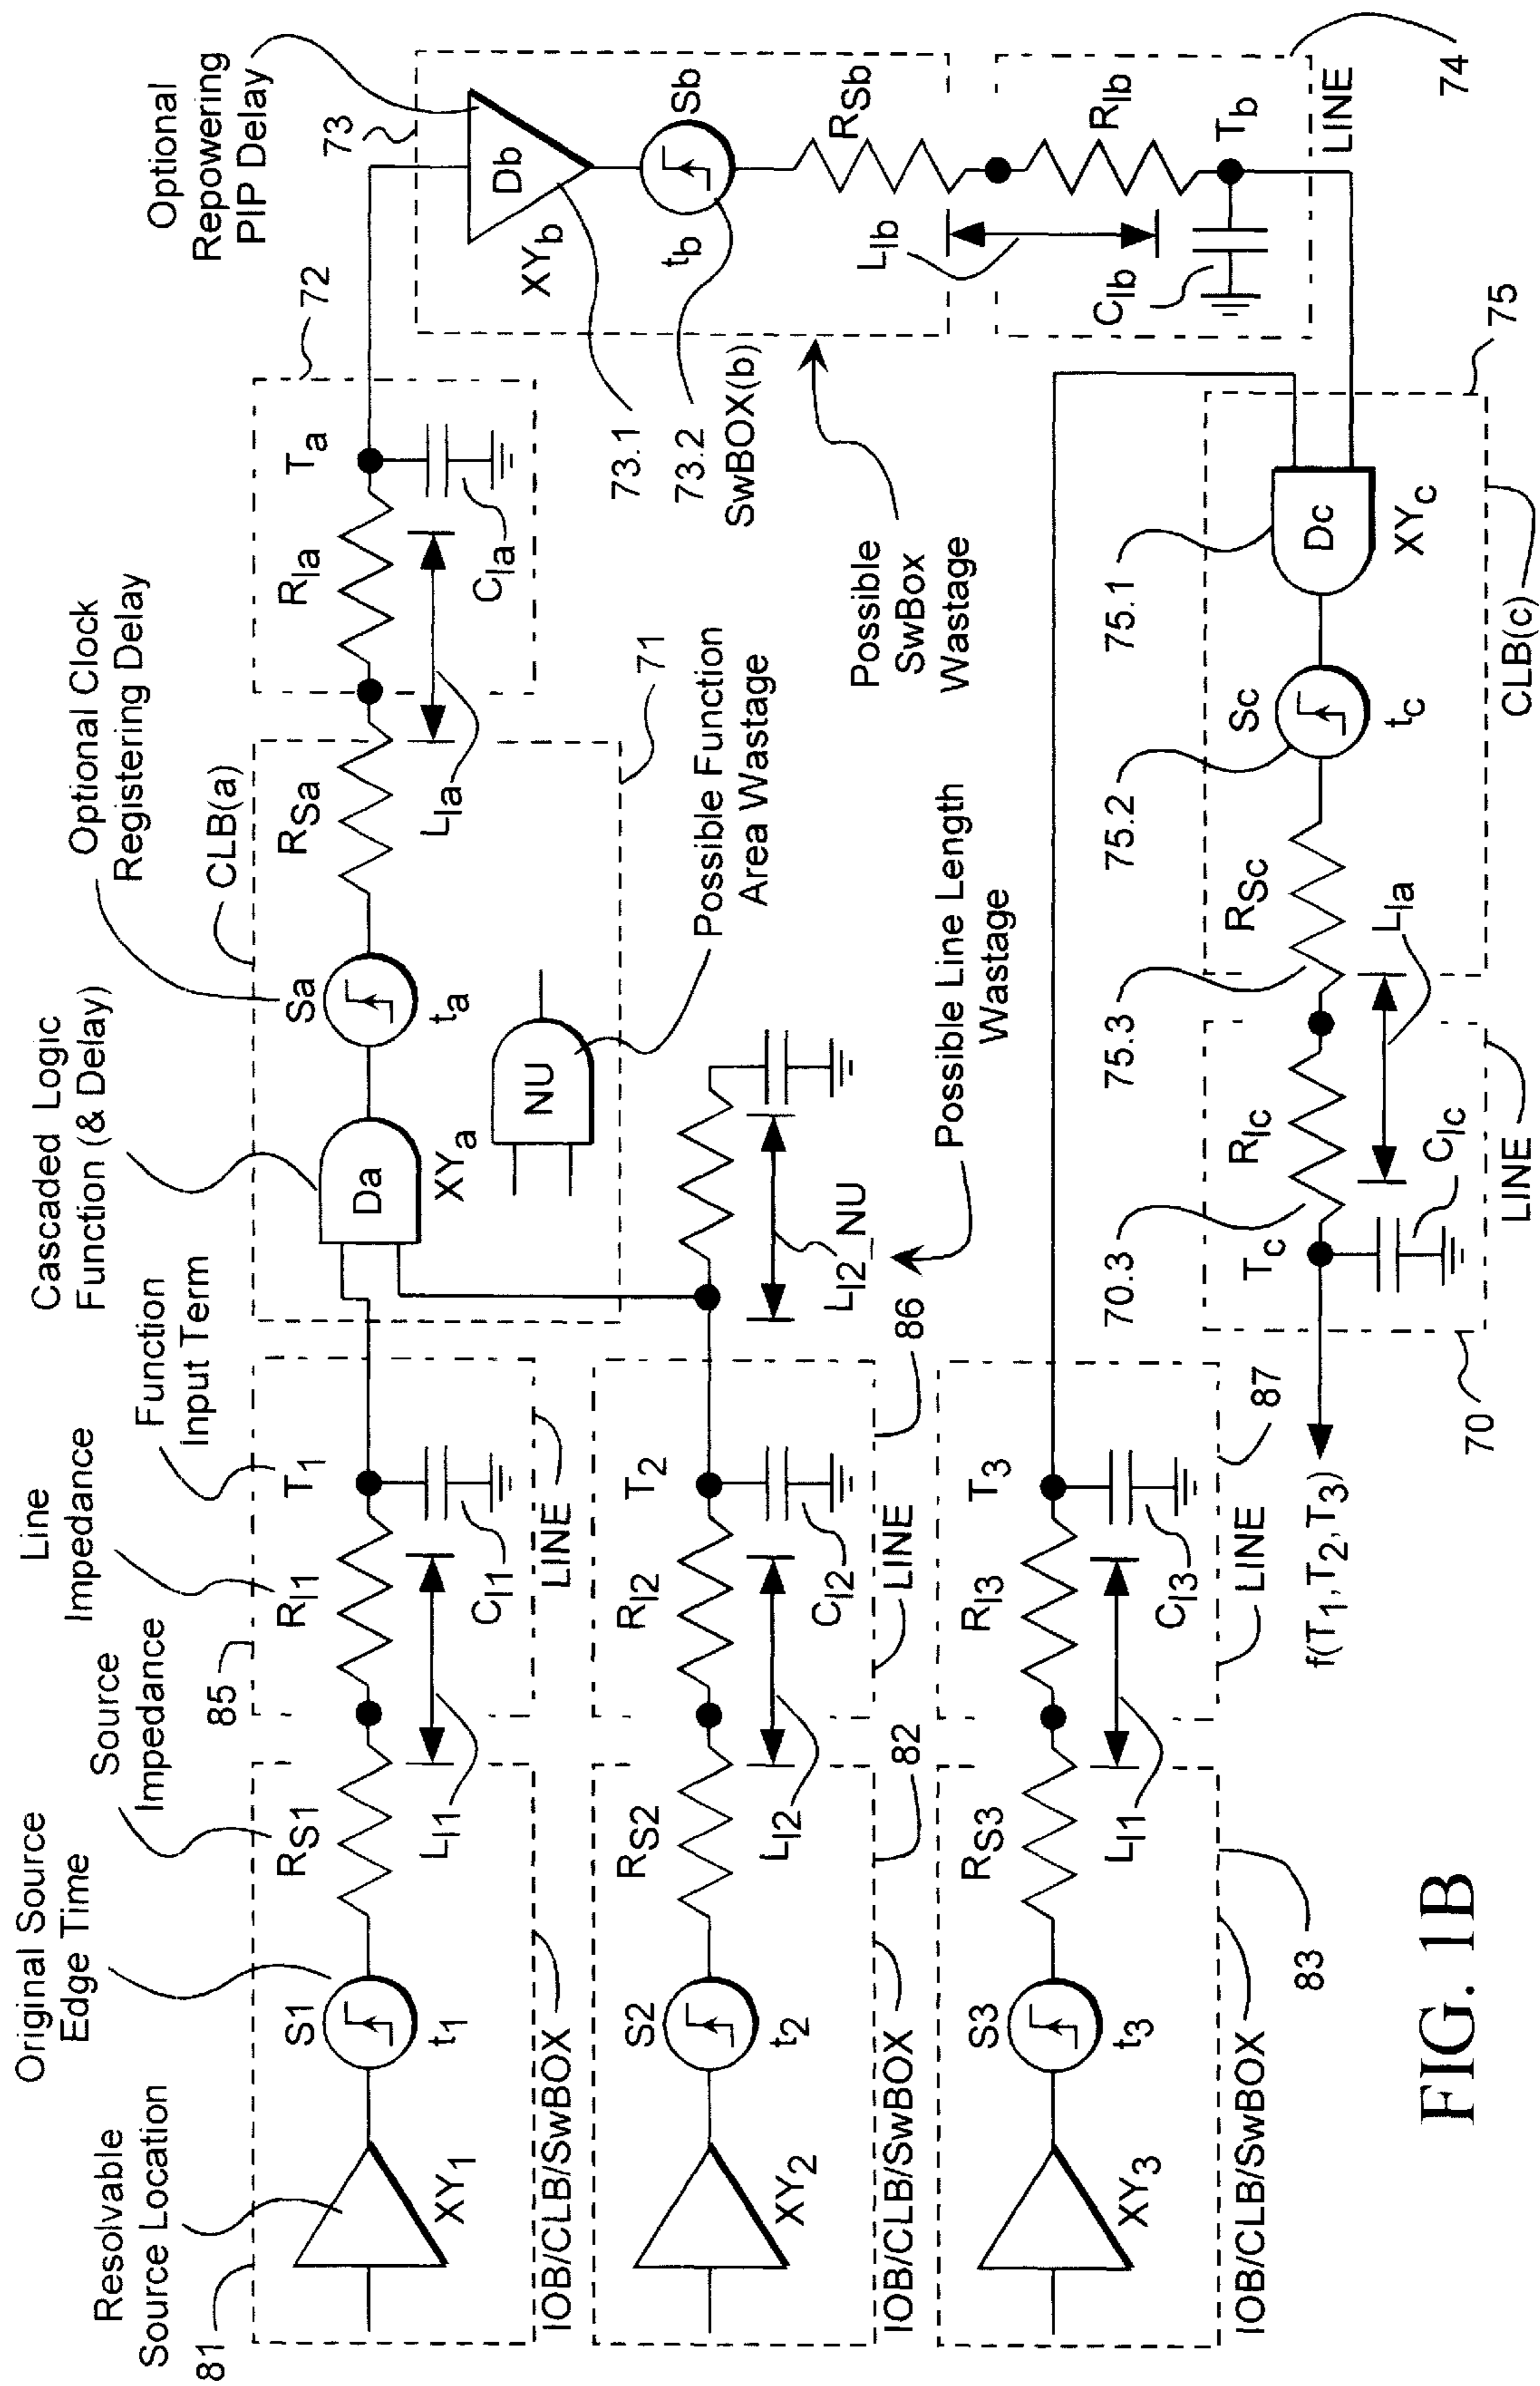 Resolvable
Source Location
Original Source
Edge Time
Source
Impedance
Line
Impedance
Function
Input Term
Cascaded Logic
Function (& Delay)
Optional Clock
Registering Delay
Optional
Repowering
PIP Delay
81
XY1
S1
t1
RS1
LI1
IOB/CLB/SwBOX
85
RI1
T1
CI1
LINE
CLB(a)
Da
XYa
Sa
ta
RSa
LIa
NU
71
Possible Function
Area Wastage
72
RIa
Ta
CIa
73
Db
XYb
73.1
Sb
tb
73.2
SwBOX(b)
RSb
LIb
Possible
SwBox
Wastage
RIb
CIb
Tb
LINE
74
XY2
S2
t2
RS2
LI2
82
IOB/CLB/SwBOX
RI2
T2
CI2
LINE
86
LI2_NU
Possible Line Length
Wastage
XY3
S3
t3
RS3
LI1
83
IOB/CLB/SwBOX
RI3
T3
CI3
LINE
87
75
Dc
XYc
75.1
Sc
tc
75.2
RSc
75.3
LIa
CLB(c)
RIc
70.3
Tc
CIc
LINE
70
f(T1,T2,T3)
FIG. 1B